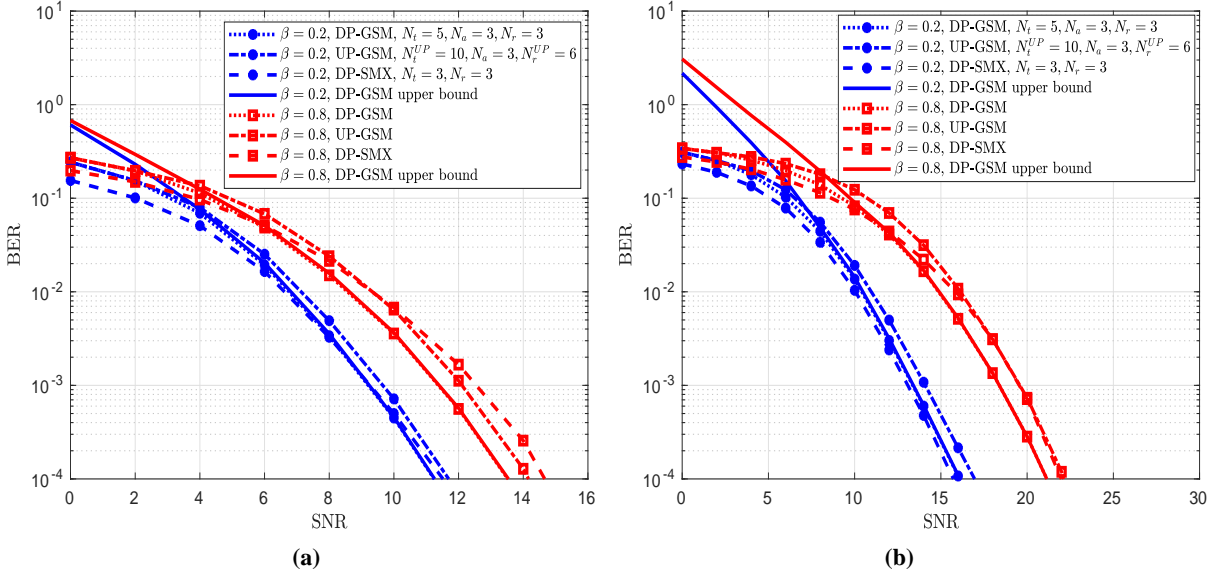 10^1
10^0
10^-1
10^-2
10^-3
10^-4
BER
0 2 4 6 8 10 12 14 16
SNR
β = 0.2, DP-GSM, N_t = 5, N_a = 3, N_r = 3
β = 0.2, UP-GSM, N_t^{UP} = 10, N_a = 3, N_r^{UP} = 6
β = 0.2, DP-SMX, N_t = 3, N_r = 3
β = 0.2, DP-GSM upper bound
β = 0.8, DP-GSM
β = 0.8, UP-GSM
β = 0.8, DP-SMX
β = 0.8, DP-GSM upper bound
(a)
10^1
10^0
10^-1
10^-2
10^-3
10^-4
BER
0 5 10 15 20 25 30
SNR
β = 0.2, DP-GSM, N_t = 5, N_a = 3, N_r = 3
β = 0.2, UP-GSM, N_t^{UP} = 10, N_a = 3, N_r^{UP} = 6
β = 0.2, DP-SMX, N_t = 3, N_r = 3
β = 0.2, DP-GSM upper bound
β = 0.8, DP-GSM
β = 0.8, UP-GSM
β = 0.8, DP-SMX
β = 0.8, DP-GSM upper bound
(b)